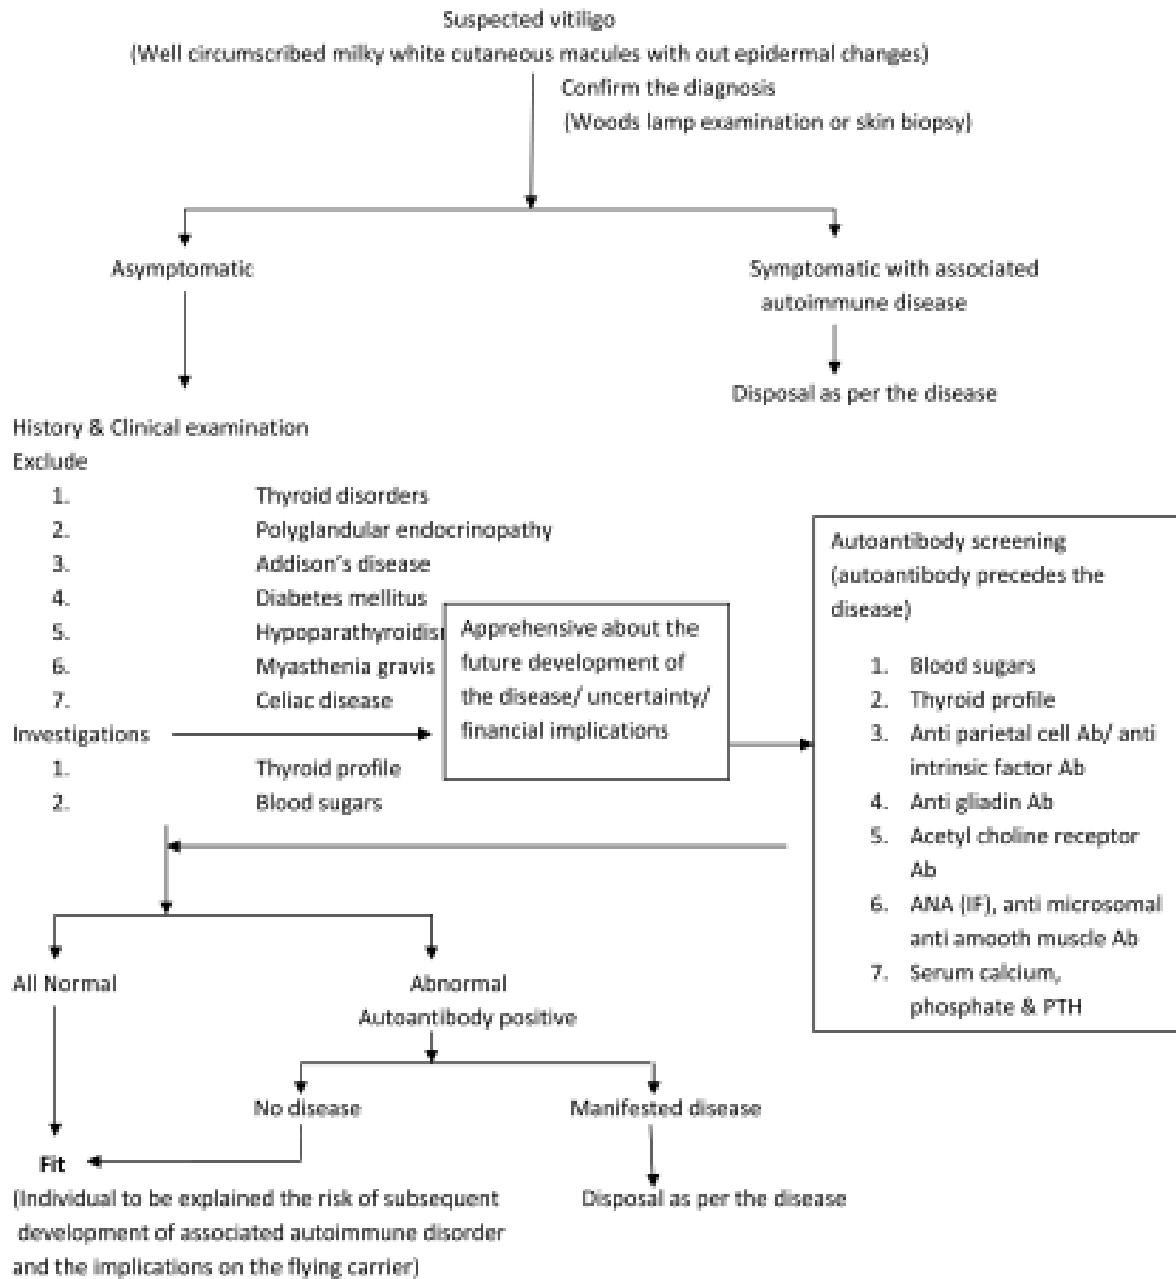 Suspected vitiligo
(Well circumscribed milky white cutaneous macules with out epidermal changes)
Confirm the diagnosis
(Woods lamp examination or skin biopsy)
Asymptomatic
Symptomatic with associated
autoimmune disease
Disposal as per the disease
History & Clinical examination
Exclude
1. Thyroid disorders
2. Polyglandular endocrinopathy
3. Addison's disease
4. Diabetes mellitus
5. Hypoparathyroidis
6. Myasthenia gravis
7. Celiac disease
Investigations
1. Thyroid profile
2. Blood sugars
Apprehensive about the
future development of
the disease/ uncertainty/
financial implications
Autoantibody screening
(autoantibody precedes the
disease)
1. Blood sugars
2. Thyroid profile
3. Anti parietal cell Ab/ anti
intrinsic factor Ab
4. Anti gliadin Ab
5. Acetyl choline receptor
Ab
6. ANA (IF), anti microsomal
anti amooth muscle Ab
7. Serum calcium,
phosphate & PTH
All Normal
Abnormal
Autoantibody positive
No disease
Manifested disease
Fit
(Individual to be explained the risk of subsequent
development of associated autoimmune disorder
and the implications on the flying carrier)
Disposal as per the disease